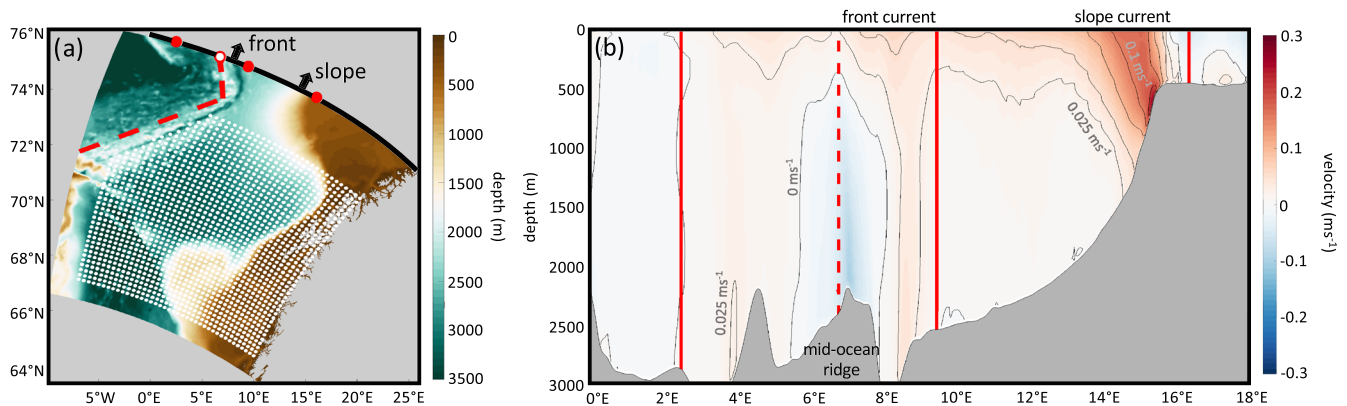 (a)
front
slope
76°N
74°N
72°N
70°N
68°N
66°N
64°N
5°W 0°E 5°E 10°E 15°E 20°E 25°E
0
500
1000
1500
2000
2500
3000
3500
depth (m)
front current slope current
(b)
0.1 ms-1
0.025 ms-1
0 ms-1
0.025 ms-1
mid-ocean
ridge
0
500
1000
1500
2000
2500
3000
depth (m)
0°E 2°E 4°E 6°E 8°E 10°E 12°E 14°E 16°E 18°E
0.3
0.2
0.1
0
-0.1
-0.2
-0.3
velocity (ms-1)